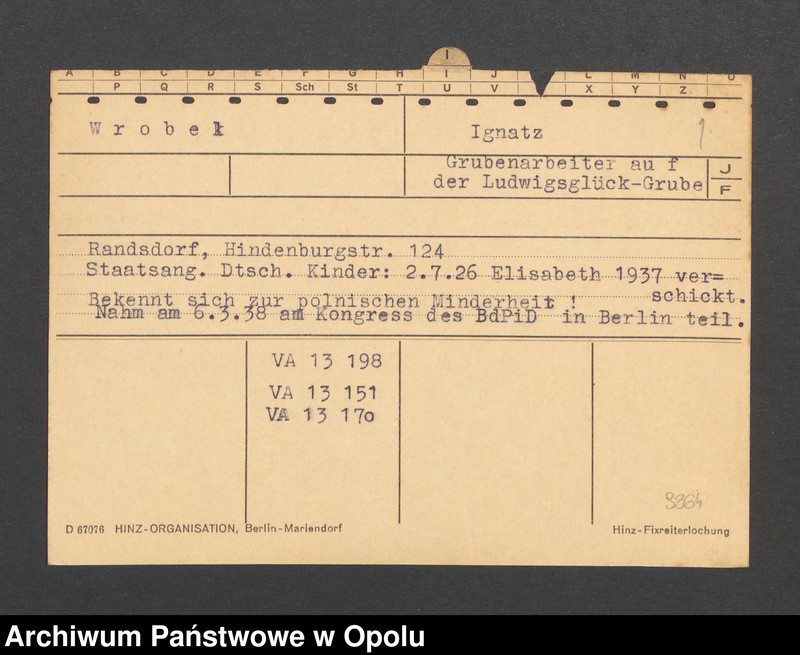 I
A B C D E F G H I J L M N O
P Q R S Sch St T U V X Y Z
Wrobel Ignatz 1.
Grubenarbeiter au f J
der Ludwigsglück-Grube F
Randsdorf, Hindenburgstr. 124
Staatsang. Dtsch. Kinder: 2.7.26 Elisabeth 1937 ver=
schickt.
Bekennt sich zur polnischen Minderheit !
Nahm am 6.3.38 am Kongress des BdPiD in Berlin teil.
VA 13 198
VA 13 151
VA 13 17o
9364
D 67076 HINZ-ORGANISATION, Berlin-Mariendorf Hinz-Fixreiterlochung
Archiwum Państwowe w Opolu